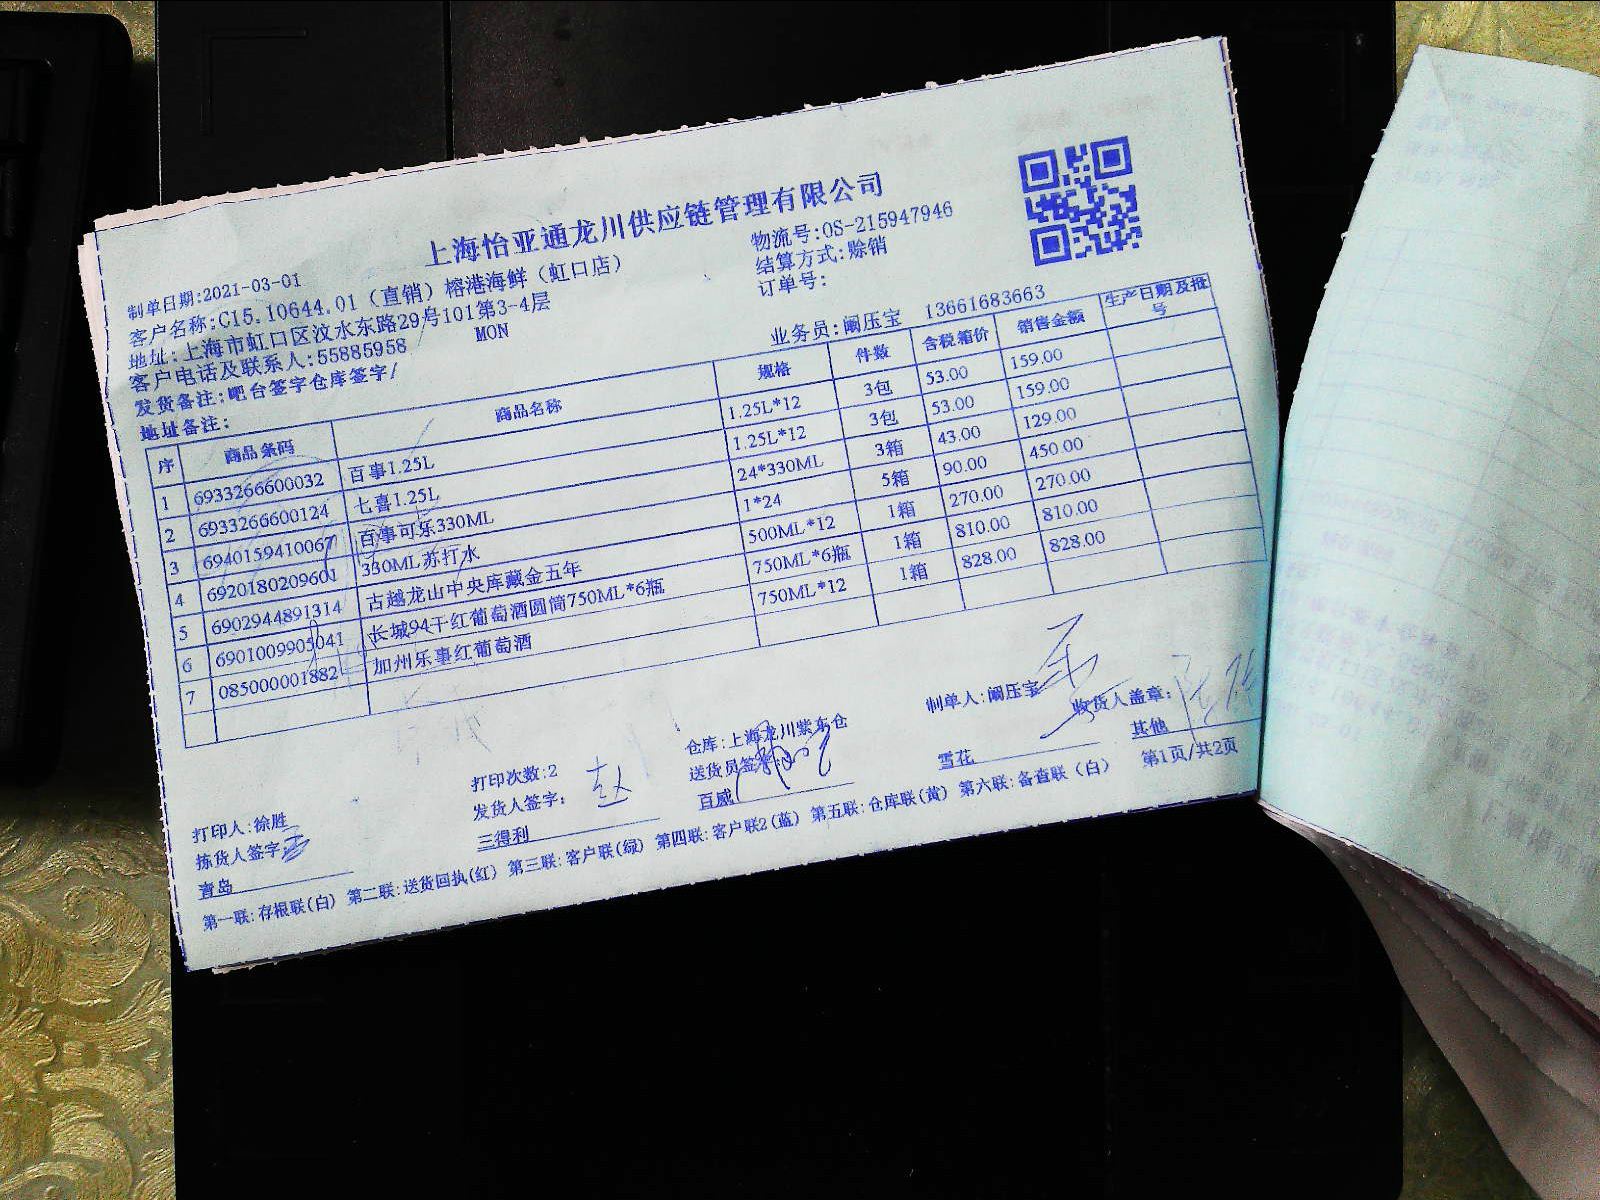 上海怡亚通龙川供应链管理有限公司
制单日期:2021-03-01
物流号:OS-215947946
客户名称:C15.10644.01（直销）榕港海鲜（虹口店）
结算方式:赊销
地址:上海市虹口区汶水东路29号101第3-4层
订单号:
客户电话及联系人:55885958 MON
业务员:阚压宝 13661683663
发货备注:吧台签字仓库签字/
地址备注:
序 商品条码 商品名称 规格 件数 含税箱价 销售金额 生产日期及批号
1 6933266600032 百事1.25L 1.25L*12 3包 53.00 159.00
2 6933266600124 七喜1.25L 1.25L*12 3包 53.00 159.00
3 6940159410067 百事可乐330ML 24*330ML 3箱 43.00 129.00
4 6920180209601 330ML苏打水 1*24 5箱 90.00 450.00
5 6902944891314 古越龙山中央库藏金五年 500ML*12 1箱 270.00 270.00
6 6901009905041 长城94干红葡萄酒圆筒750ML*6瓶 750ML*6瓶 1箱 810.00 810.00
7 085000001882 加州乐事红葡萄酒 750ML*12 1箱 828.00 828.00
打印人:徐胜 打印次数:2 仓库:上海龙川紫东仓 制单人:阚压宝 收货人盖章:
拣货人签字: 发货人签字: 赵 送货员签字:
青岛 三得利 百威 雪花 其他
第一联:存根联(白) 第二联:送货回执(红) 第三联:客户联(绿) 第四联:客户联2(蓝) 第五联:仓库联(黄) 第六联:备查联（白） 第1页/共2页